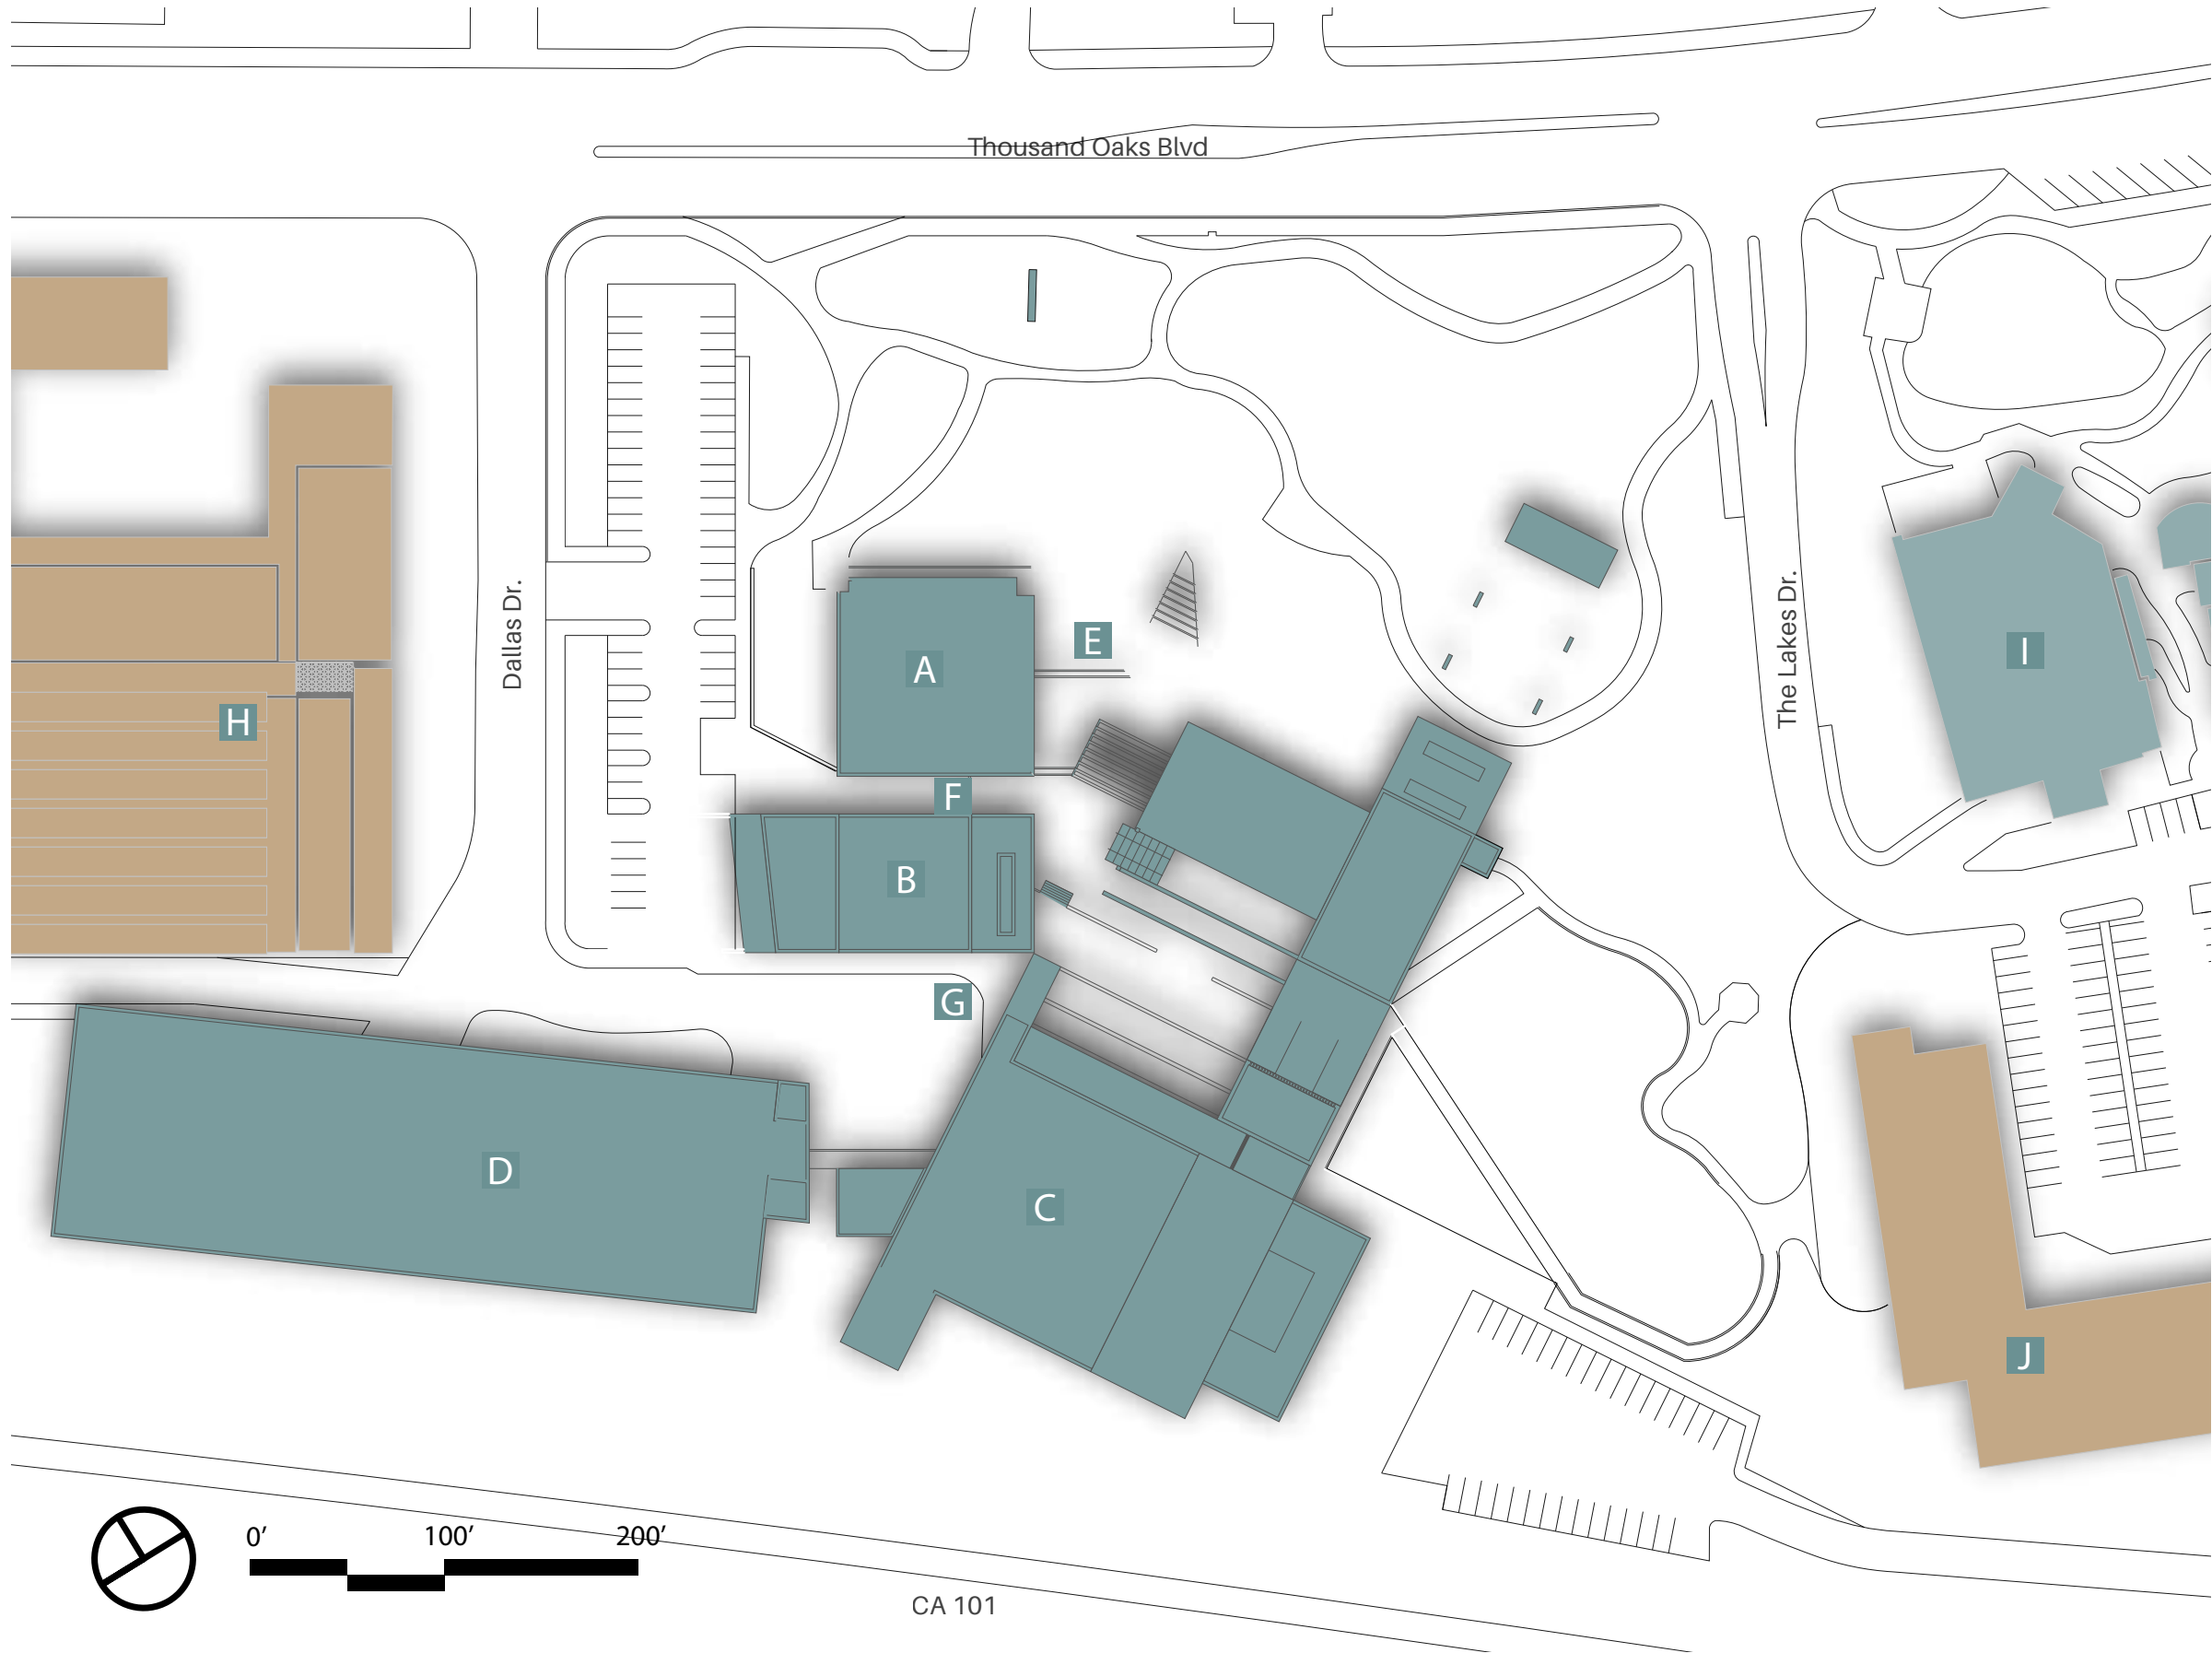 Thousand Oaks Blvd
Dallas Dr.
The Lakes Dr.
E
A
I
H
F
B
G
D
C
J
0’
100’
200’
CA 101